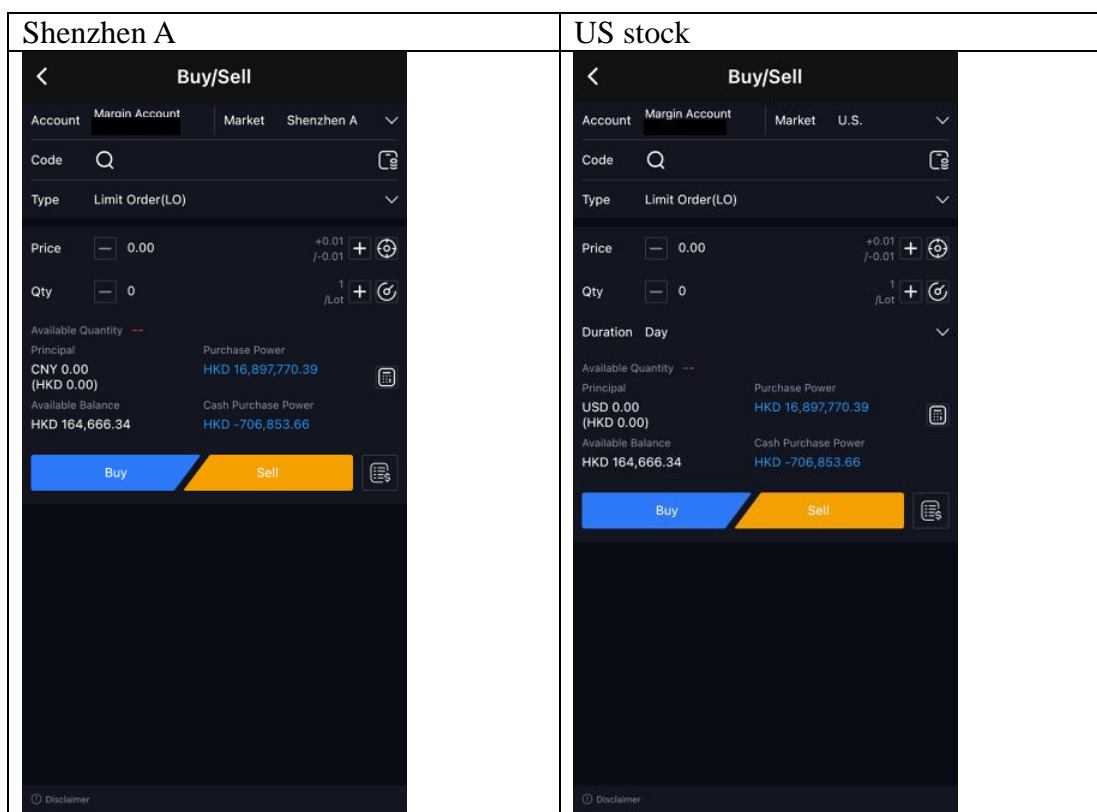 Shenzhen A
Buy/Sell
Account Margin Account Market Shenzhen A
Code
Type Limit Order(LO)
Price — 0.00 +0.01 /-0.01 +
Qty — 0 1 /Lot +
Available Quantity --
Principal Purchase Power
CNY 0.00 HKD 16,897,770.39
(HKD 0.00)
Available Balance Cash Purchase Power
HKD 164,666.34 HKD -706,853.66
Buy Sell
Disclaimer
US stock
Buy/Sell
Account Margin Account Market U.S.
Code
Type Limit Order(LO)
Price — 0.00 +0.01 /-0.01 +
Qty — 0 1 /Lot +
Duration Day
Available Quantity --
Principal Purchase Power
USD 0.00 HKD 16,897,770.39
(HKD 0.00)
Available Balance Cash Purchase Power
HKD 164,666.34 HKD -706,853.66
Buy Sell
Disclaimer